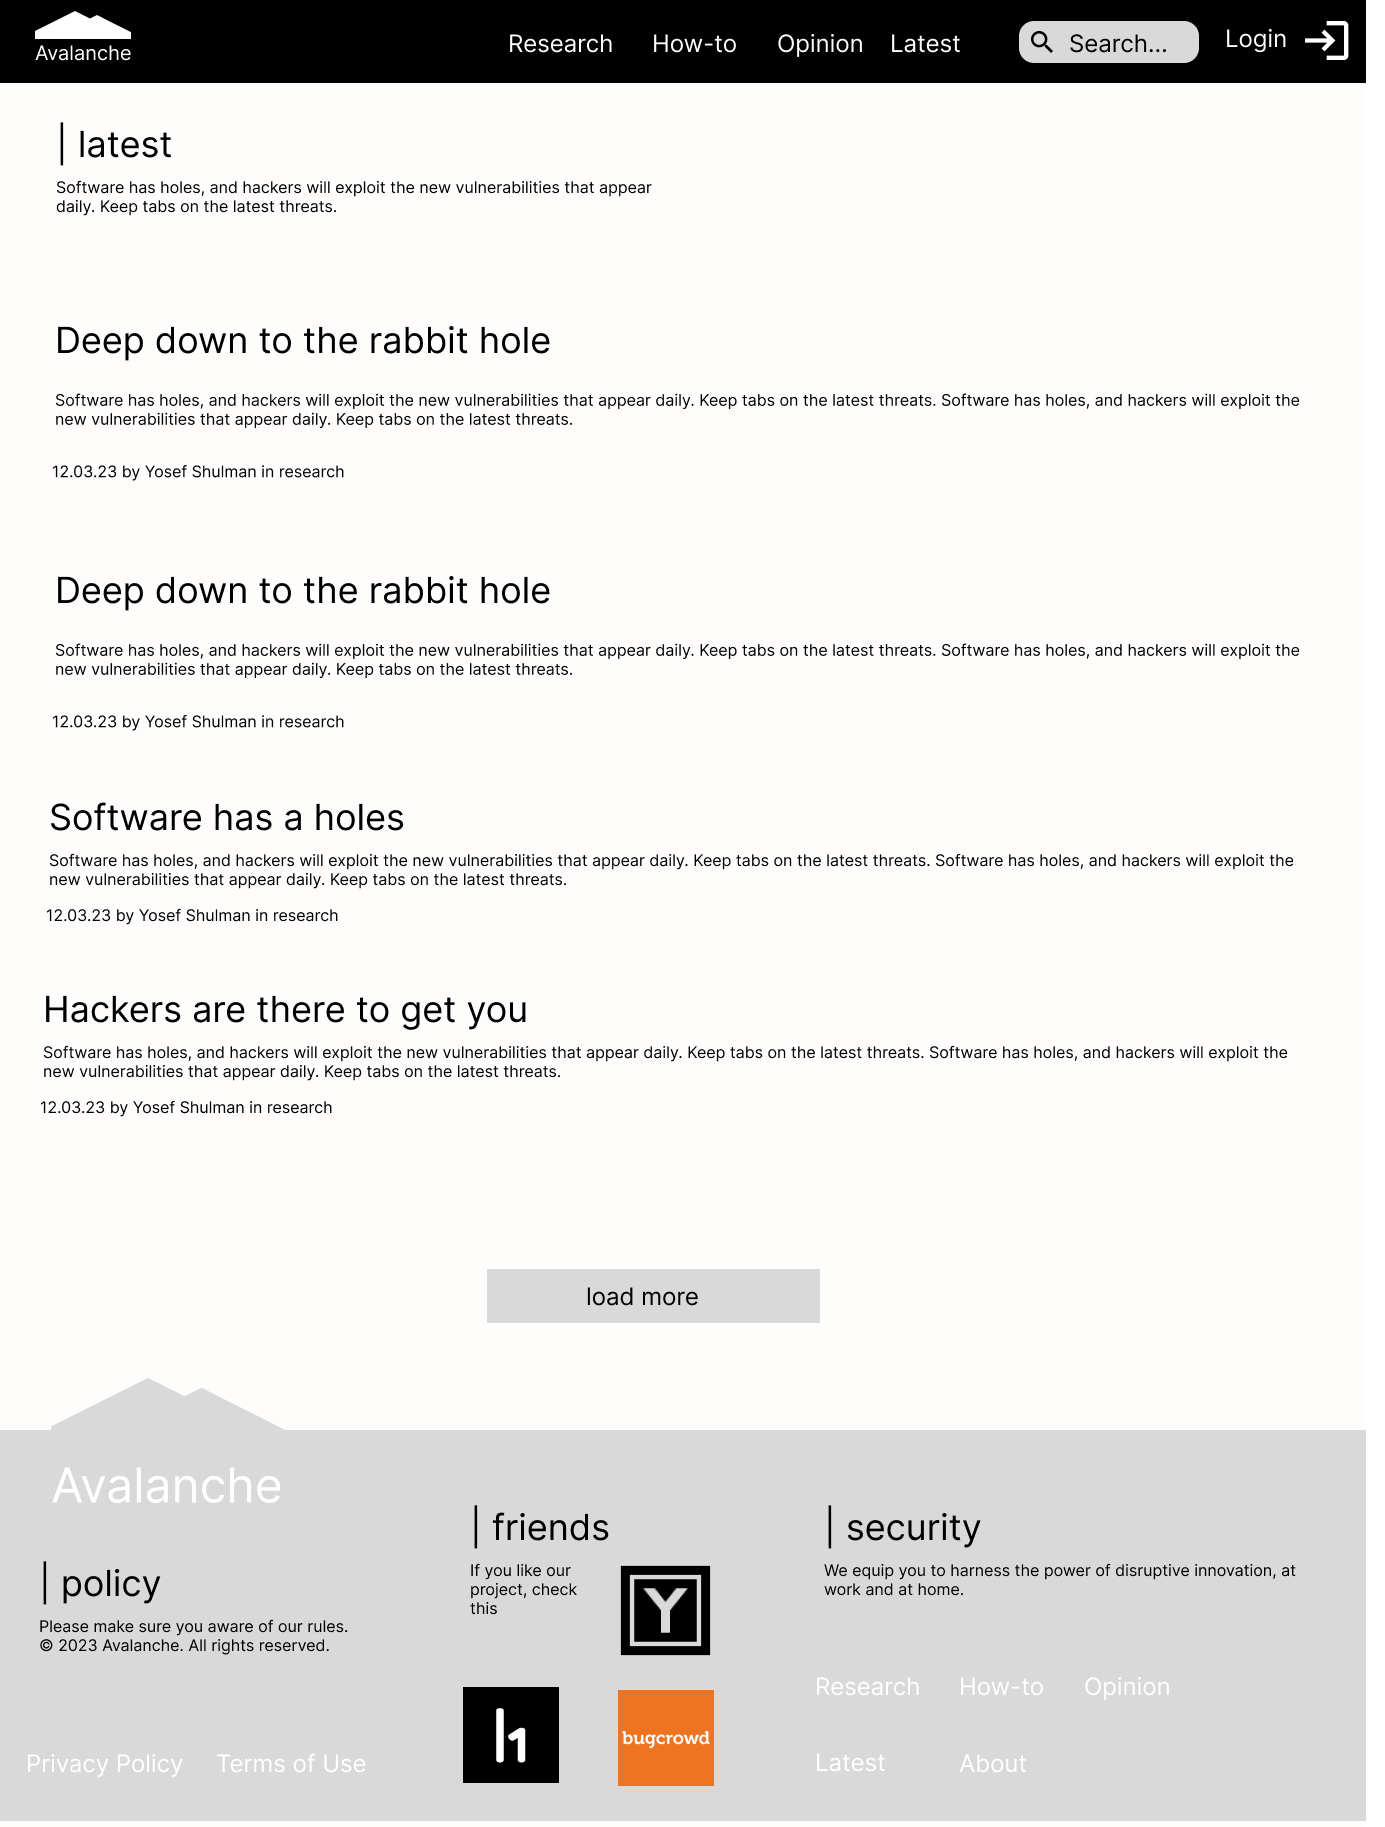 Avalanche
Research How-to Opinion Latest Search... Login
| latest
Software has holes, and hackers will exploit the new vulnerabilities that appear
daily. Keep tabs on the latest threats.
Deep down to the rabbit hole
Software has holes, and hackers will exploit the new vulnerabilities that appear daily. Keep tabs on the latest threats. Software has holes, and hackers will exploit the
new vulnerabilities that appear daily. Keep tabs on the latest threats.
12.03.23 by Yosef Shulman in research
Deep down to the rabbit hole
Software has holes, and hackers will exploit the new vulnerabilities that appear daily. Keep tabs on the latest threats. Software has holes, and hackers will exploit the
new vulnerabilities that appear daily. Keep tabs on the latest threats.
12.03.23 by Yosef Shulman in research
Software has a holes
Software has holes, and hackers will exploit the new vulnerabilities that appear daily. Keep tabs on the latest threats. Software has holes, and hackers will exploit the
new vulnerabilities that appear daily. Keep tabs on the latest threats.
12.03.23 by Yosef Shulman in research
Hackers are there to get you
Software has holes, and hackers will exploit the new vulnerabilities that appear daily. Keep tabs on the latest threats. Software has holes, and hackers will exploit the
new vulnerabilities that appear daily. Keep tabs on the latest threats.
12.03.23 by Yosef Shulman in research
load more
Avalanche
| policy
Please make sure you aware of our rules.
© 2023 Avalanche. All rights reserved.
Privacy Policy Terms of Use
| friends
If you like our
project, check
this
Y
h1
bugcrowd
| security
We equip you to harness the power of disruptive innovation, at
work and at home.
Research How-to Opinion
Latest About